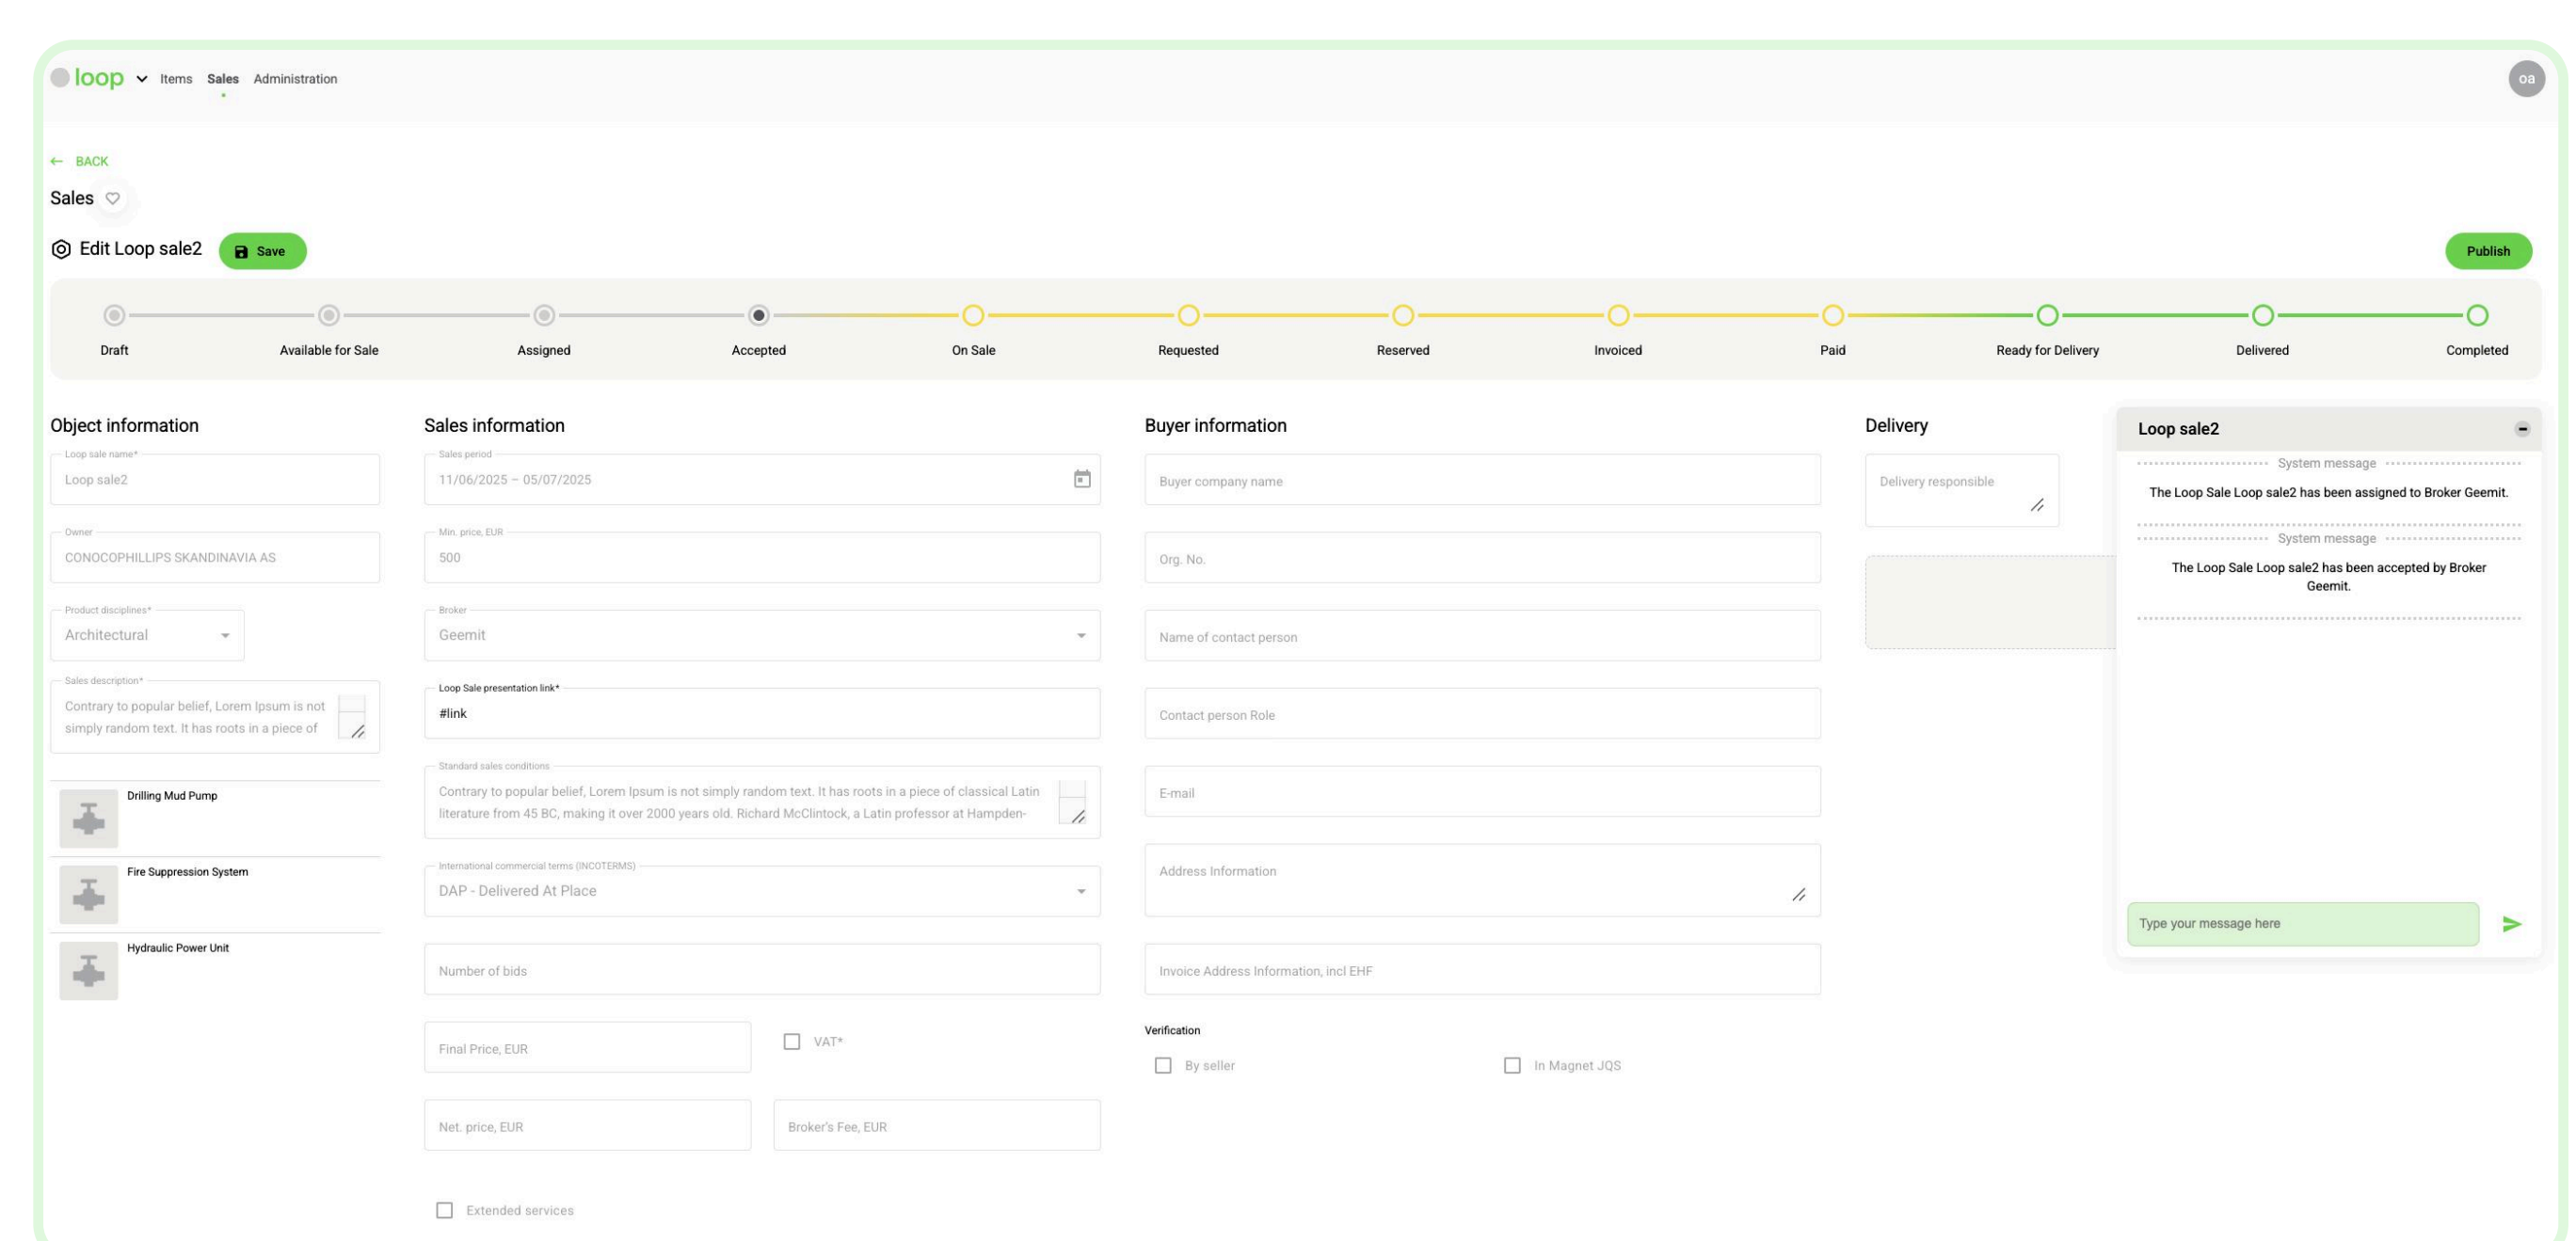 loop Items Sales Administration
oa
BACK
Sales
Edit Loop sale2
Save
Publish
Draft
Available for Sale
Assigned
Accepted
On Sale
Requested
Reserved
Invoiced
Paid
Ready for Delivery
Delivered
Completed
Object information
Loop sale name*
Loop sale2
Owner
CONOCOPHILLIPS SKANDINAVIA AS
Product disciplines*
Architectural
Sales description*
Contrary to popular belief, Lorem Ipsum is not
simply random text. It has roots in a piece of
Drilling Mud Pump
Fire Suppression System
Hydraulic Power Unit
Sales information
Sales period
11/06/2025 – 05/07/2025
Min. price, EUR
500
Broker
Geemit
Loop Sale presentation link*
#link
Standard sales conditions
Contrary to popular belief, Lorem Ipsum is not simply random text. It has roots in a piece of classical Latin
literature from 45 BC, making it over 2000 years old. Richard McClintock, a Latin professor at Hampden-
International commercial terms (INCOTERMS)
DAP - Delivered At Place
Number of bids
Final Price, EUR
VAT*
Net. price, EUR
Broker's Fee, EUR
Extended services
Buyer information
Buyer company name
Org. No.
Name of contact person
Contact person Role
E-mail
Address Information
Invoice Address Information, incl EHF
Verification
By seller
In Magnet JQS
Delivery
Delivery responsible
Loop sale2
System message
The Loop Sale Loop sale2 has been assigned to Broker Geemit.
System message
The Loop Sale Loop sale2 has been accepted by Broker
Geemit.
Type your message here